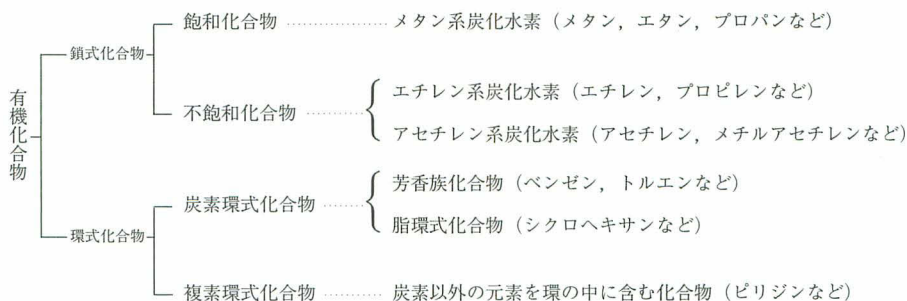 有機化合物
鎖式化合物
飽和化合物 ………… メタン系炭化水素（メタン，エタン，プロパンなど）
不飽和化合物 ………
エチレン系炭化水素（エチレン，プロピレンなど）
アセチレン系炭化水素（アセチレン，メチルアセチレンなど）
環式化合物
炭素環式化合物 ………
芳香族化合物（ベンゼン，トルエンなど）
脂環式化合物（シクロヘキサンなど）
複素環式化合物 ………… 炭素以外の元素を環の中に含む化合物（ピリジンなど）